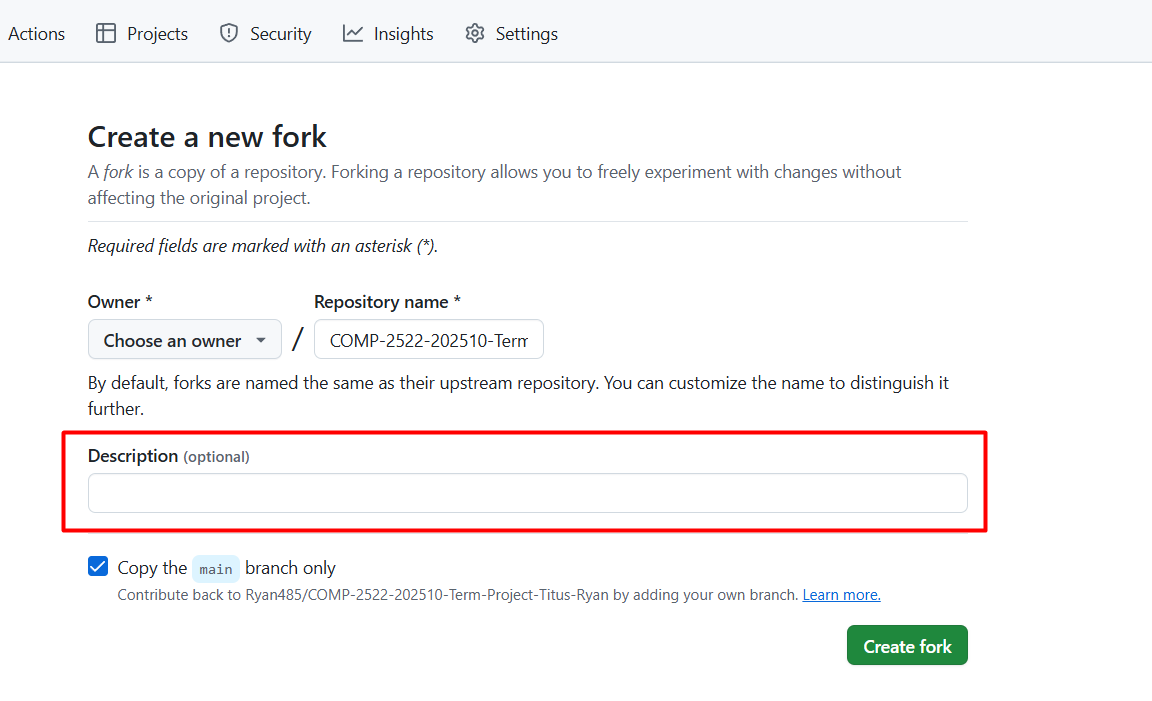 Actions Projects Security Insights Settings
Create a new fork
A fork is a copy of a repository. Forking a repository allows you to freely experiment with changes without
affecting the original project.
Required fields are marked with an asterisk (*).
Owner * Repository name *
Choose an owner / COMP-2522-202510-Term
By default, forks are named the same as their upstream repository. You can customize the name to distinguish it
further.
Description (optional)
Copy the main branch only
Contribute back to Ryan485/COMP-2522-202510-Term-Project-Titus-Ryan by adding your own branch. Learn more.
Create fork